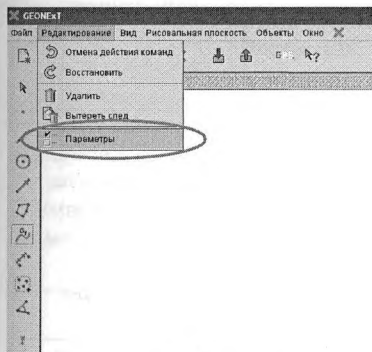 GEONExT
Файл Редактирование Вид Рисовальная плоскость Объекты Окно
Отмена действия команд
Восстановить
Удалить
Вытереть след
Параметры